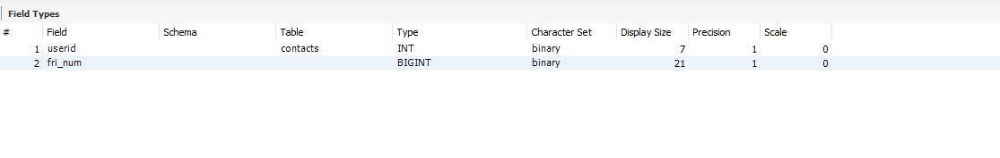 Field Types
# Field Schema Table Type Character Set Display Size Precision Scale
1 userid contacts INT binary 7 1 0
2 fri_num BIGINT binary 21 1 0